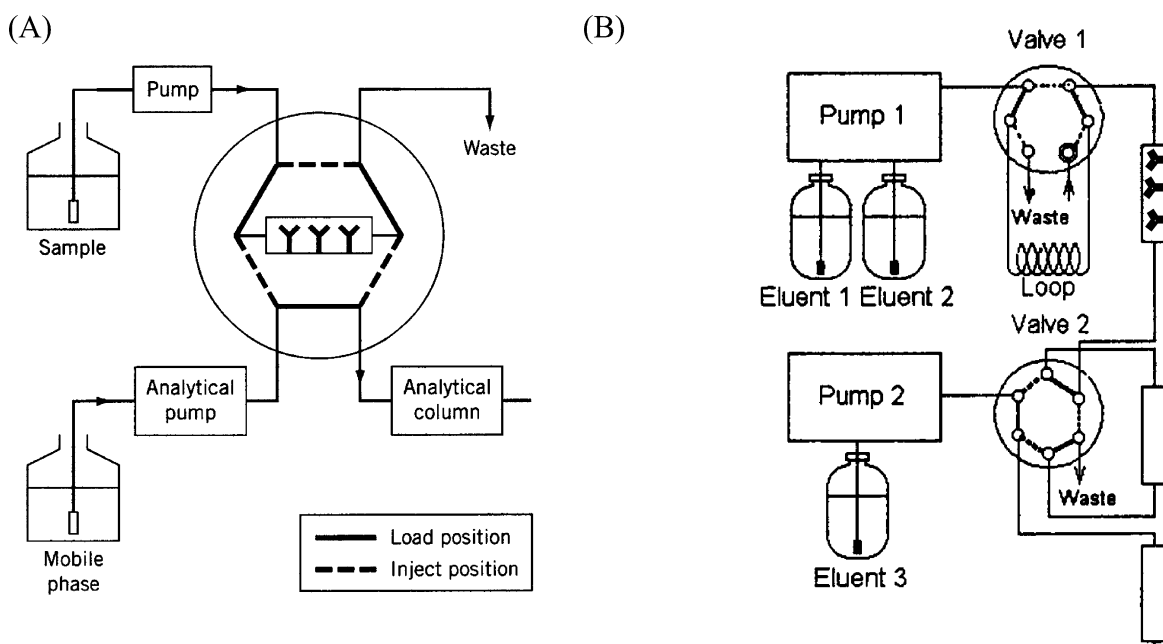 (A)
Pump
Waste
Sample
Analytical
pump
Analytical
column
Mobile
phase
Load position
Inject position
(B)
Valve 1
Pump 1
Waste
Loop
Eluent 1 Eluent 2
Valve 2
Pump 2
Waste
Eluent 3